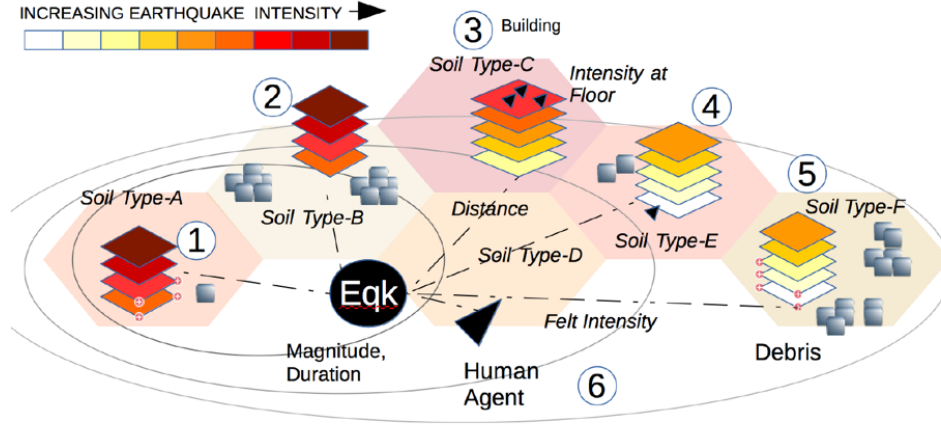 INCREASING EARTHQUAKE INTENSITY
3 Building
Soil Type-C
2
Intensity at
Floor
4
Soil Type-A
5
Soil Type-F
1
Soil Type-B
Distance
Soil Type-E
Soil Type-D
Eqk
Felt Intensity
Magnitude,
Duration
Human
Agent
6
Debris